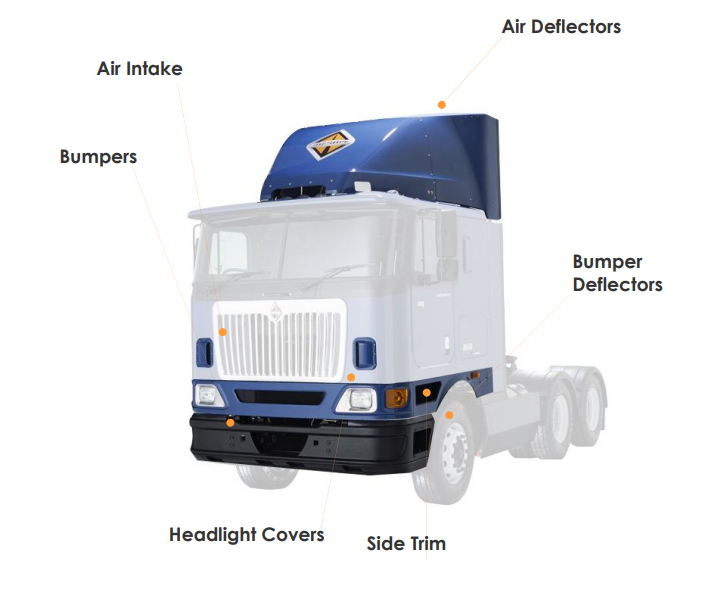 Air Deflectors
Air Intake
Bumpers
Bumper
Deflectors
Headlight Covers
Side Trim